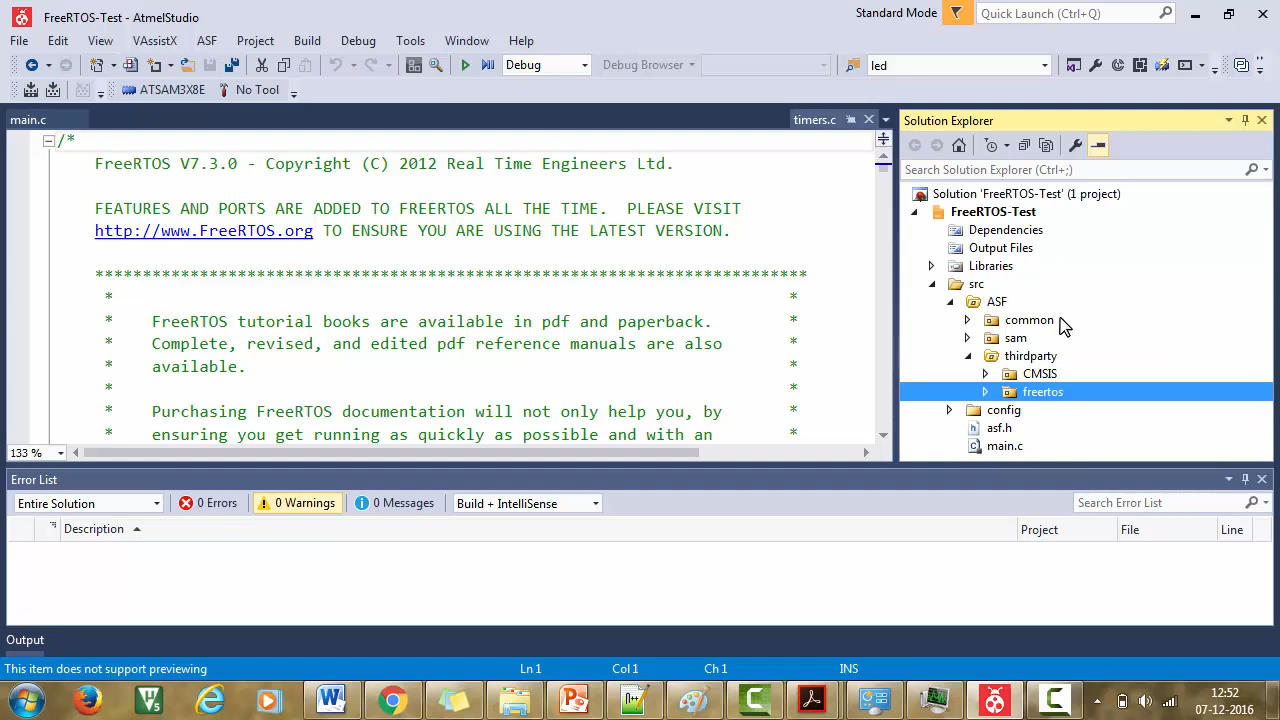 FreeRTOS-Test - AtmelStudio
Standard Mode
Quick Launch (Ctrl+Q)
File Edit View VAssistX ASF Project Build Debug Tools Window Help
Debug
Debug Browser
led
ATSAM3X8E
No Tool
main.c
timers.c
/*
FreeRTOS V7.3.0 - Copyright (C) 2012 Real Time Engineers Ltd.
FEATURES AND PORTS ARE ADDED TO FREERTOS ALL THE TIME. PLEASE VISIT
http://www.FreeRTOS.org TO ENSURE YOU ARE USING THE LATEST VERSION.
***************************************************************************
* *
* FreeRTOS tutorial books are available in pdf and paperback. *
* Complete, revised, and edited pdf reference manuals are also *
* available. *
* *
* Purchasing FreeRTOS documentation will not only help you, by *
* ensuring you get running as quickly as possible and with an *
133 %
Solution Explorer
Search Solution Explorer (Ctrl+;)
Solution 'FreeRTOS-Test' (1 project)
FreeRTOS-Test
Dependencies
Output Files
Libraries
src
ASF
common
sam
thirdparty
CMSIS
freertos
config
asf.h
main.c
Error List
Entire Solution
0 Errors
0 Warnings
0 Messages
Build + IntelliSense
Search Error List
Description
Project
File
Line
Output
This item does not support previewing
Ln 1
Col 1
Ch 1
INS
12:52
07-12-2016